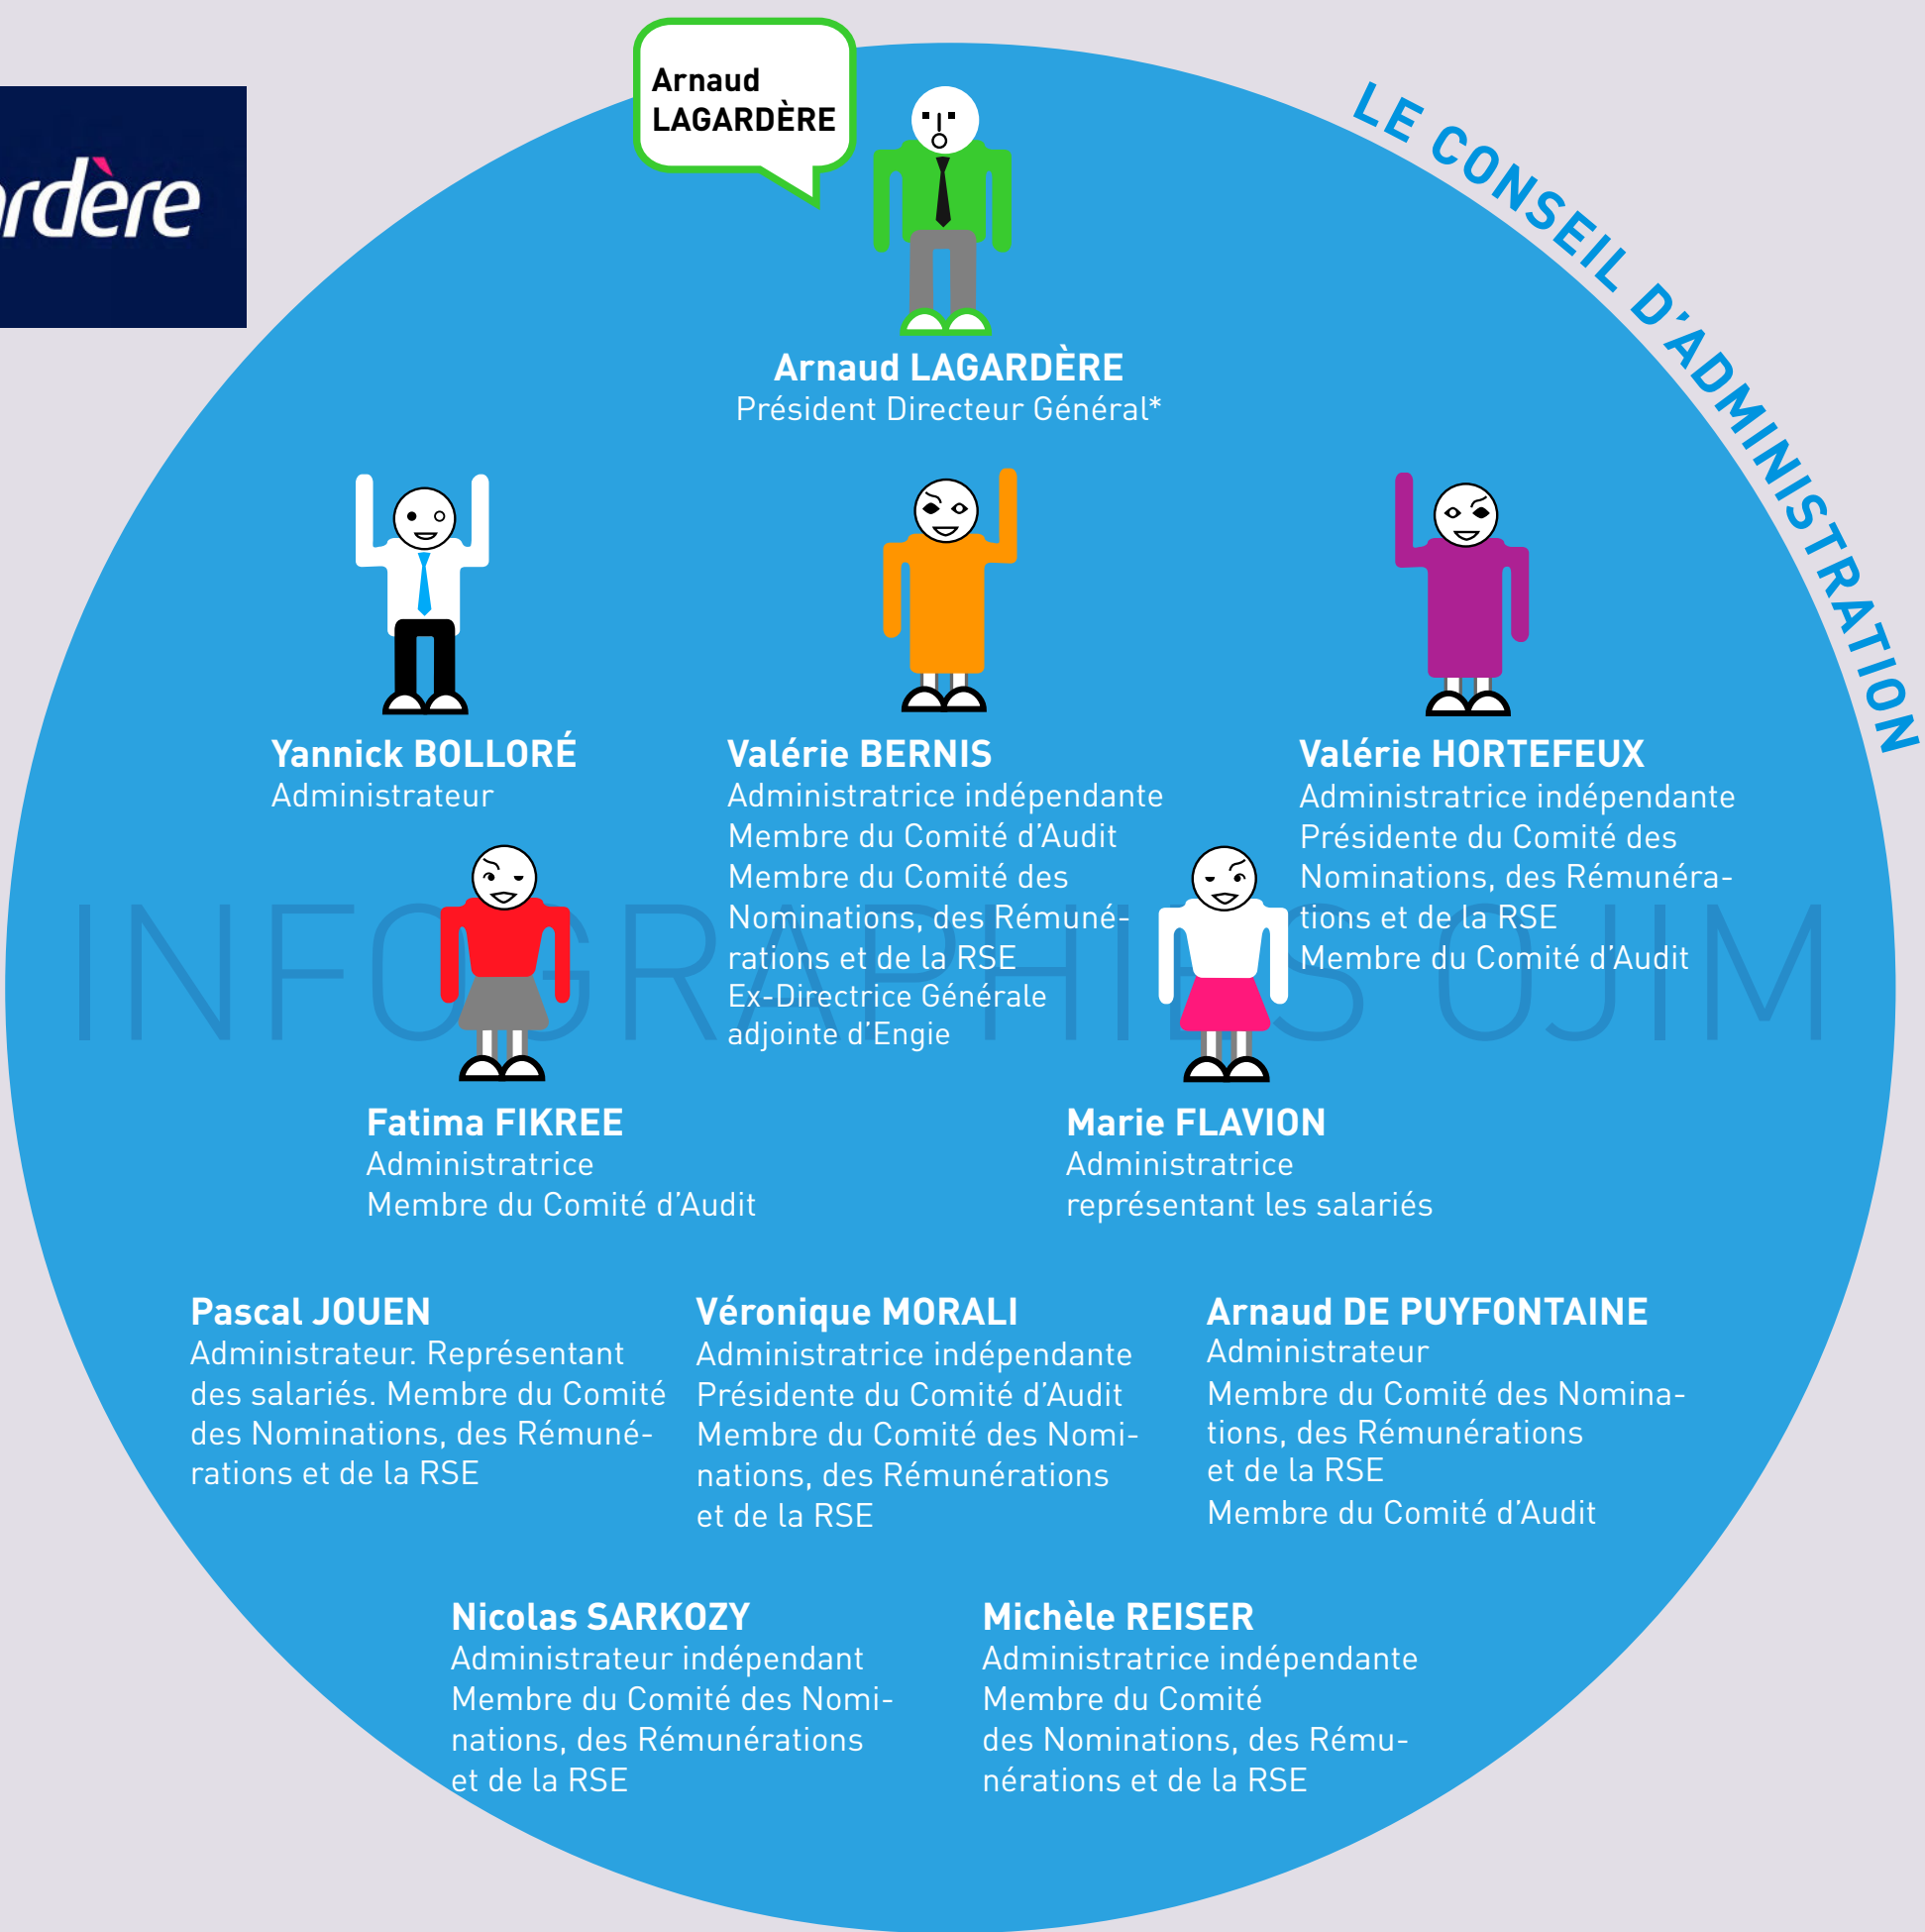 Arnaud
LAGARDÈRE
LE CONSEIL D'ADMINISTRATION
rdère
Arnaud LAGARDÈRE
Président Directeur Général*
Yannick BOLLORÉ
Administrateur
Valérie BERNIS
Administratrice indépendante
Membre du Comité d'Audit
Membre du Comité des
Nominations, des Rémuné-
rations et de la RSE
Ex-Directrice Générale
adjointe d'Engie
Valérie HORTEFEUX
Administratrice indépendante
Présidente du Comité des
Nominations, des Rémunéra-
tions et de la RSE
Membre du Comité d'Audit
INFOGRAPHIES OJIM
Fatima FIKREE
Administratrice
Membre du Comité d'Audit
Marie FLAVION
Administratrice
représentant les salariés
Pascal JOUEN
Administrateur. Représentant
des salariés. Membre du Comité
des Nominations, des Rémuné-
rations et de la RSE
Véronique MORALI
Administratrice indépendante
Présidente du Comité d'Audit
Membre du Comité des Nomi-
nations, des Rémunérations
et de la RSE
Arnaud DE PUYFONTAINE
Administrateur
Membre du Comité des Nomina-
tions, des Rémunérations
et de la RSE
Membre du Comité d'Audit
Nicolas SARKOZY
Administrateur indépendant
Membre du Comité des Nomi-
nations, des Rémunérations
et de la RSE
Michèle REISER
Administratrice indépendante
Membre du Comité
des Nominations, des Rému-
nérations et de la RSE